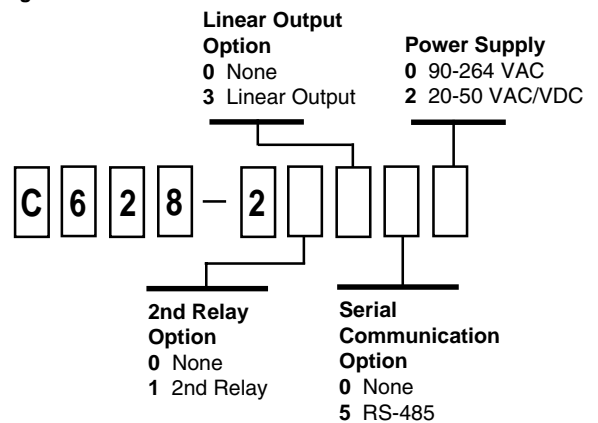 Linear Output
Option
0 None
3 Linear Output
Power Supply
0 90-264 VAC
2 20-50 VAC/VDC
C 6 2 8 – 2
2nd Relay
Option
0 None
1 2nd Relay
Serial
Communication
Option
0 None
5 RS-485